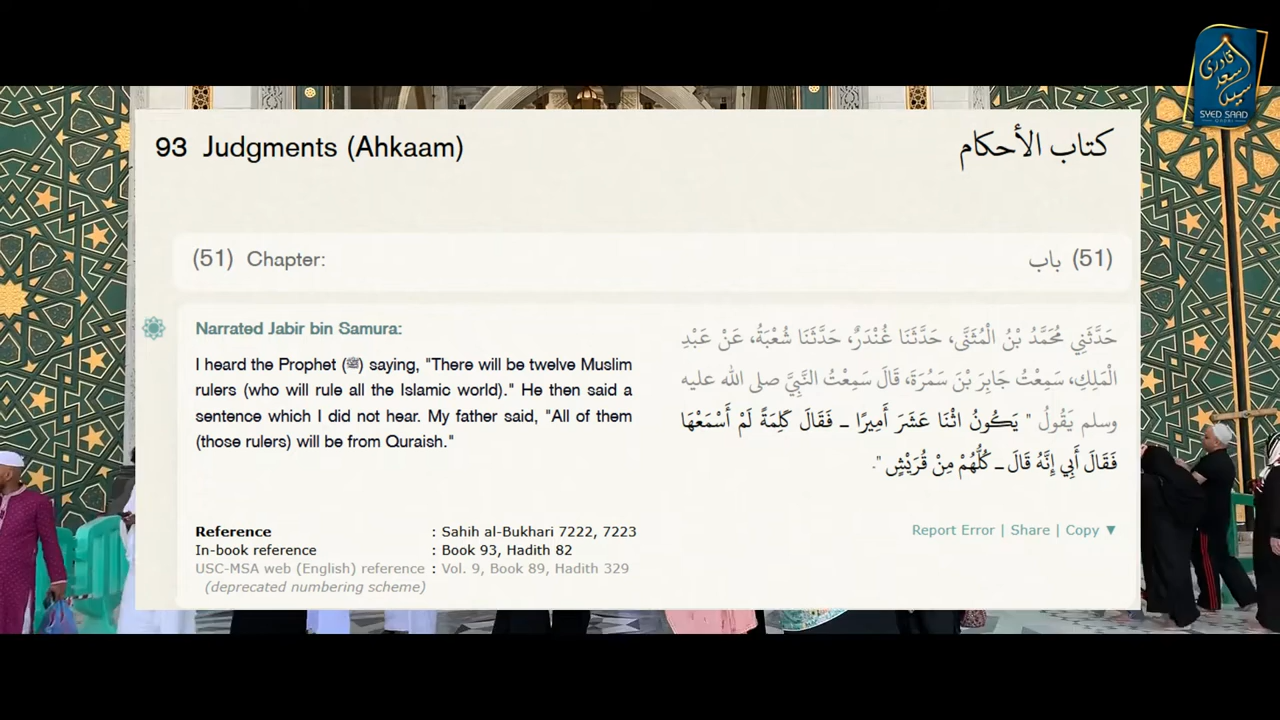 قادری
سعد
سید
SYED SAAD
QADRI
93 Judgments (Ahkaam)
كتاب الأحكام
(51) Chapter:
(51) باب
Narrated Jabir bin Samura:
I heard the Prophet (ﷺ) saying, "There will be twelve Muslim
rulers (who will rule all the Islamic world)." He then said a
sentence which I did not hear. My father said, "All of them
(those rulers) will be from Quraish."
حَدَّثَنِي مُحَمَّدُ بْنُ الْمُثَنَّى، حَدَّثَنَا غُنْدَرٌ، حَدَّثَنَا شُعْبَةُ، عَنْ عَبْدِ
الْمَلِكِ، سَمِعْتُ جَابِرَ بْنَ سَمُرَةَ، قَالَ سَمِعْتُ النَّبِيَّ صلى الله عليه
وسلم يَقُولُ " يَكُونُ اثْنَا عَشَرَ أَمِيرًا ـ فَقَالَ كَلِمَةً لَمْ أَسْمَعْهَا
فَقَالَ أَبِي إِنَّهُ قَالَ ـ كُلُّهُمْ مِنْ قُرَيْشٍ ".
Reference : Sahih al-Bukhari 7222, 7223
In-book reference : Book 93, Hadith 82
USC-MSA web (English) reference : Vol. 9, Book 89, Hadith 329
(deprecated numbering scheme)
Report Error | Share | Copy ▼